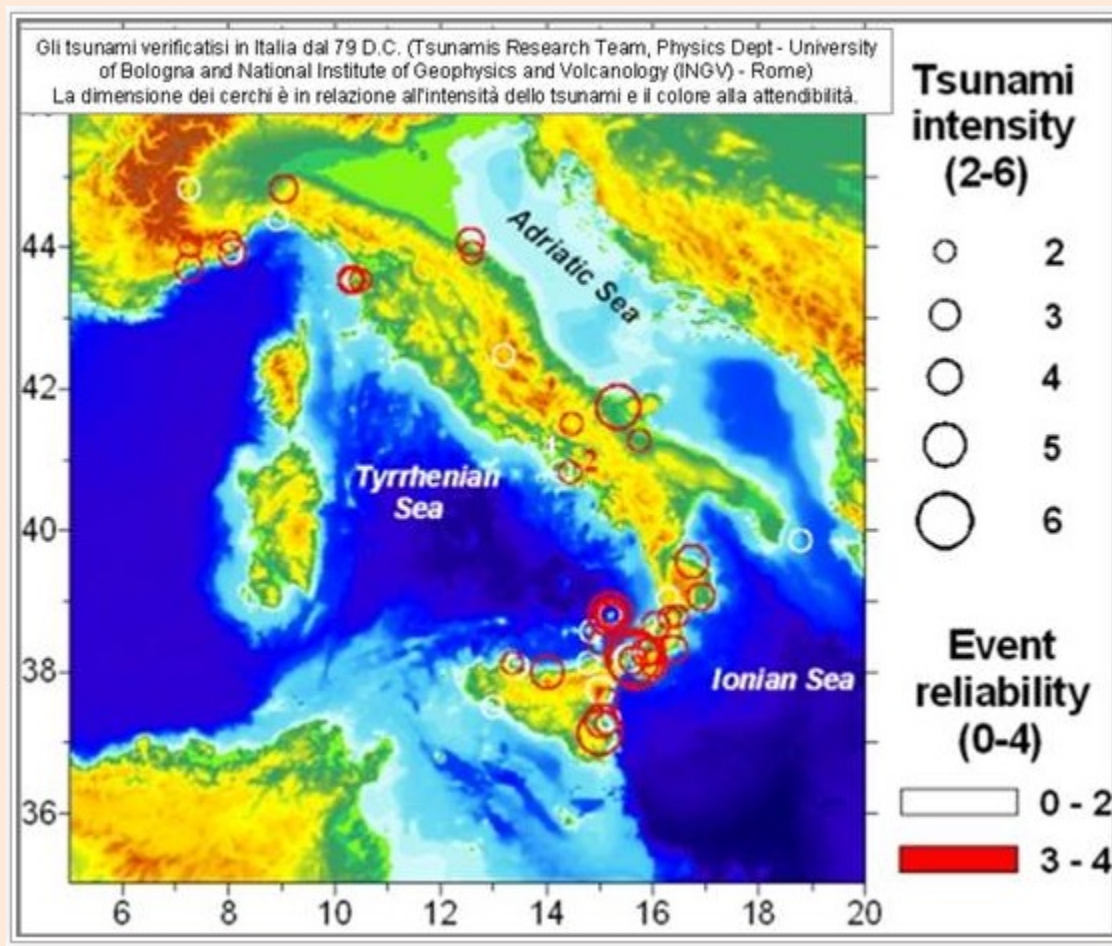 Gli tsunami verificatisi in Italia dal 79 D.C. (Tsunamis Research Team, Physics Dept - University
of Bologna and National Institute of Geophysics and Volcanology (INGV) - Rome)
La dimensione dei cerchi è in relazione all'intensità dello tsunami e il colore alla attendibilità.
Tsunami
intensity
(2-6)
2
3
4
5
6
Event
reliability
(0-4)
0 - 2
3 - 4
Adriatic Sea
Tyrrhenian
Sea
Ionian Sea
2
44
42
40
38
36
6
8
10
12
14
16
18
20